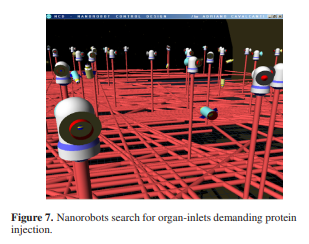 NCD - NANOROBOT CONTROL DESIGN
Figure 7. Nanorobots search for organ-inlets demanding protein
injection.